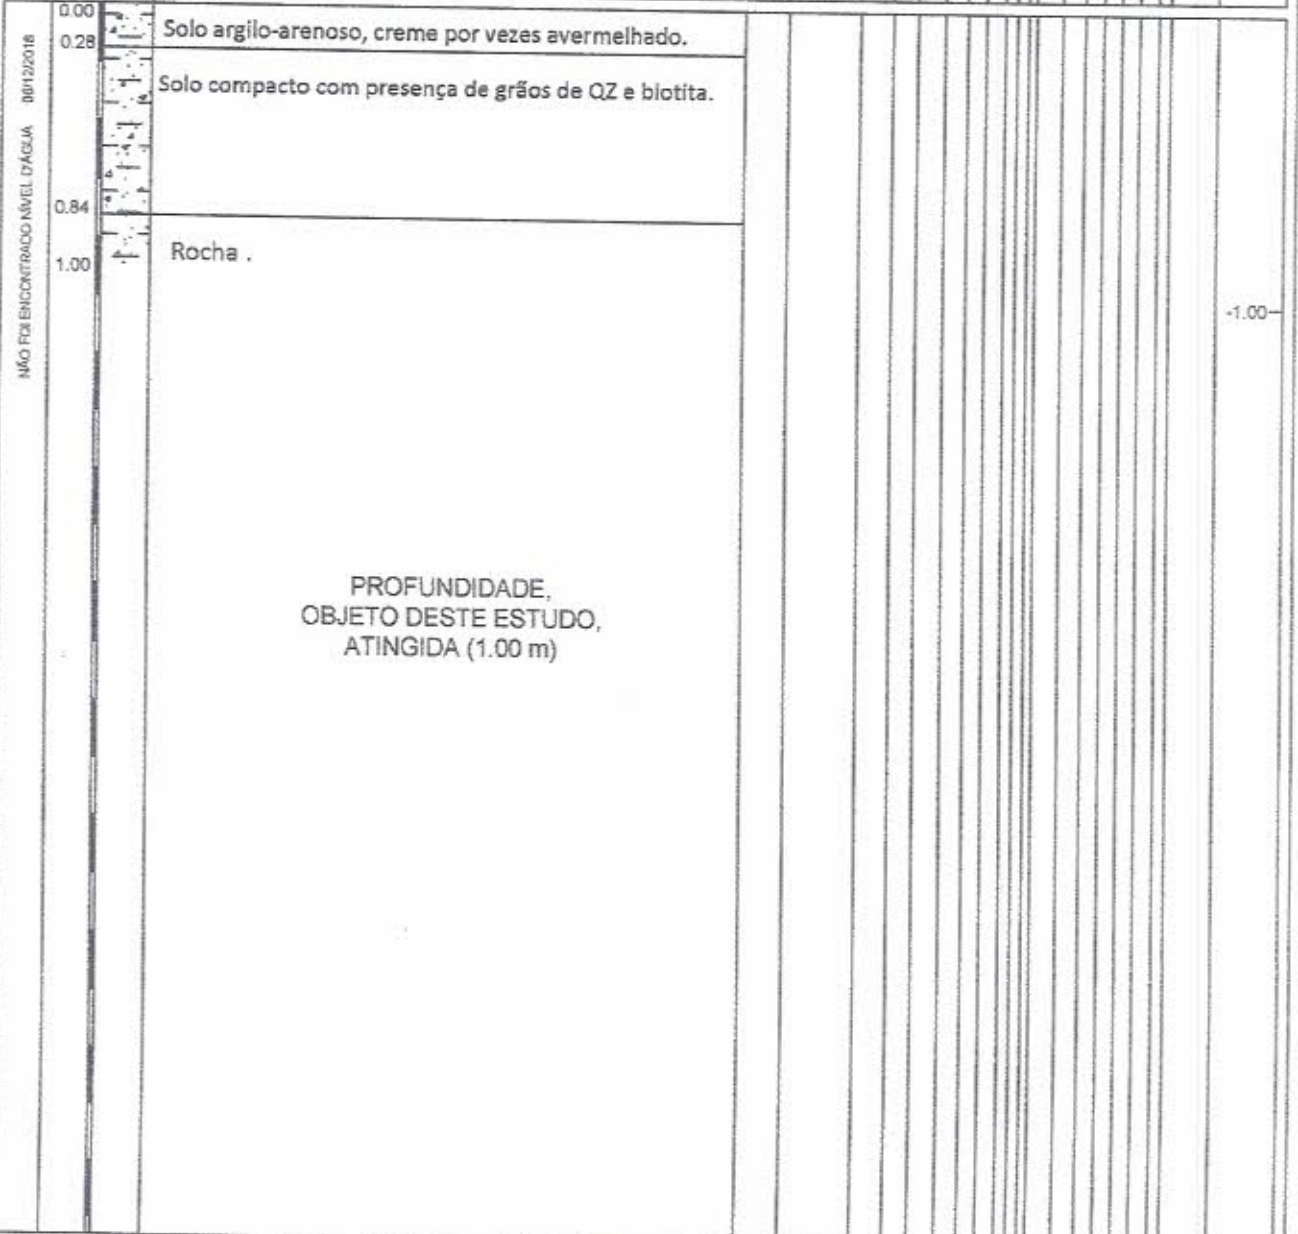 0.00
Solo argilo-arenoso, creme por vezes avermelhado.
0.28
Solo compacto com presença de grãos de QZ e biotita.
0.84
Rocha .
1.00
-1.00
NÃO FOI ENCONTRADO NÍVEL D'ÁGUA 06/12/2018
PROFUNDIDADE,
OBJETO DESTE ESTUDO,
ATINGIDA (1.00 m)